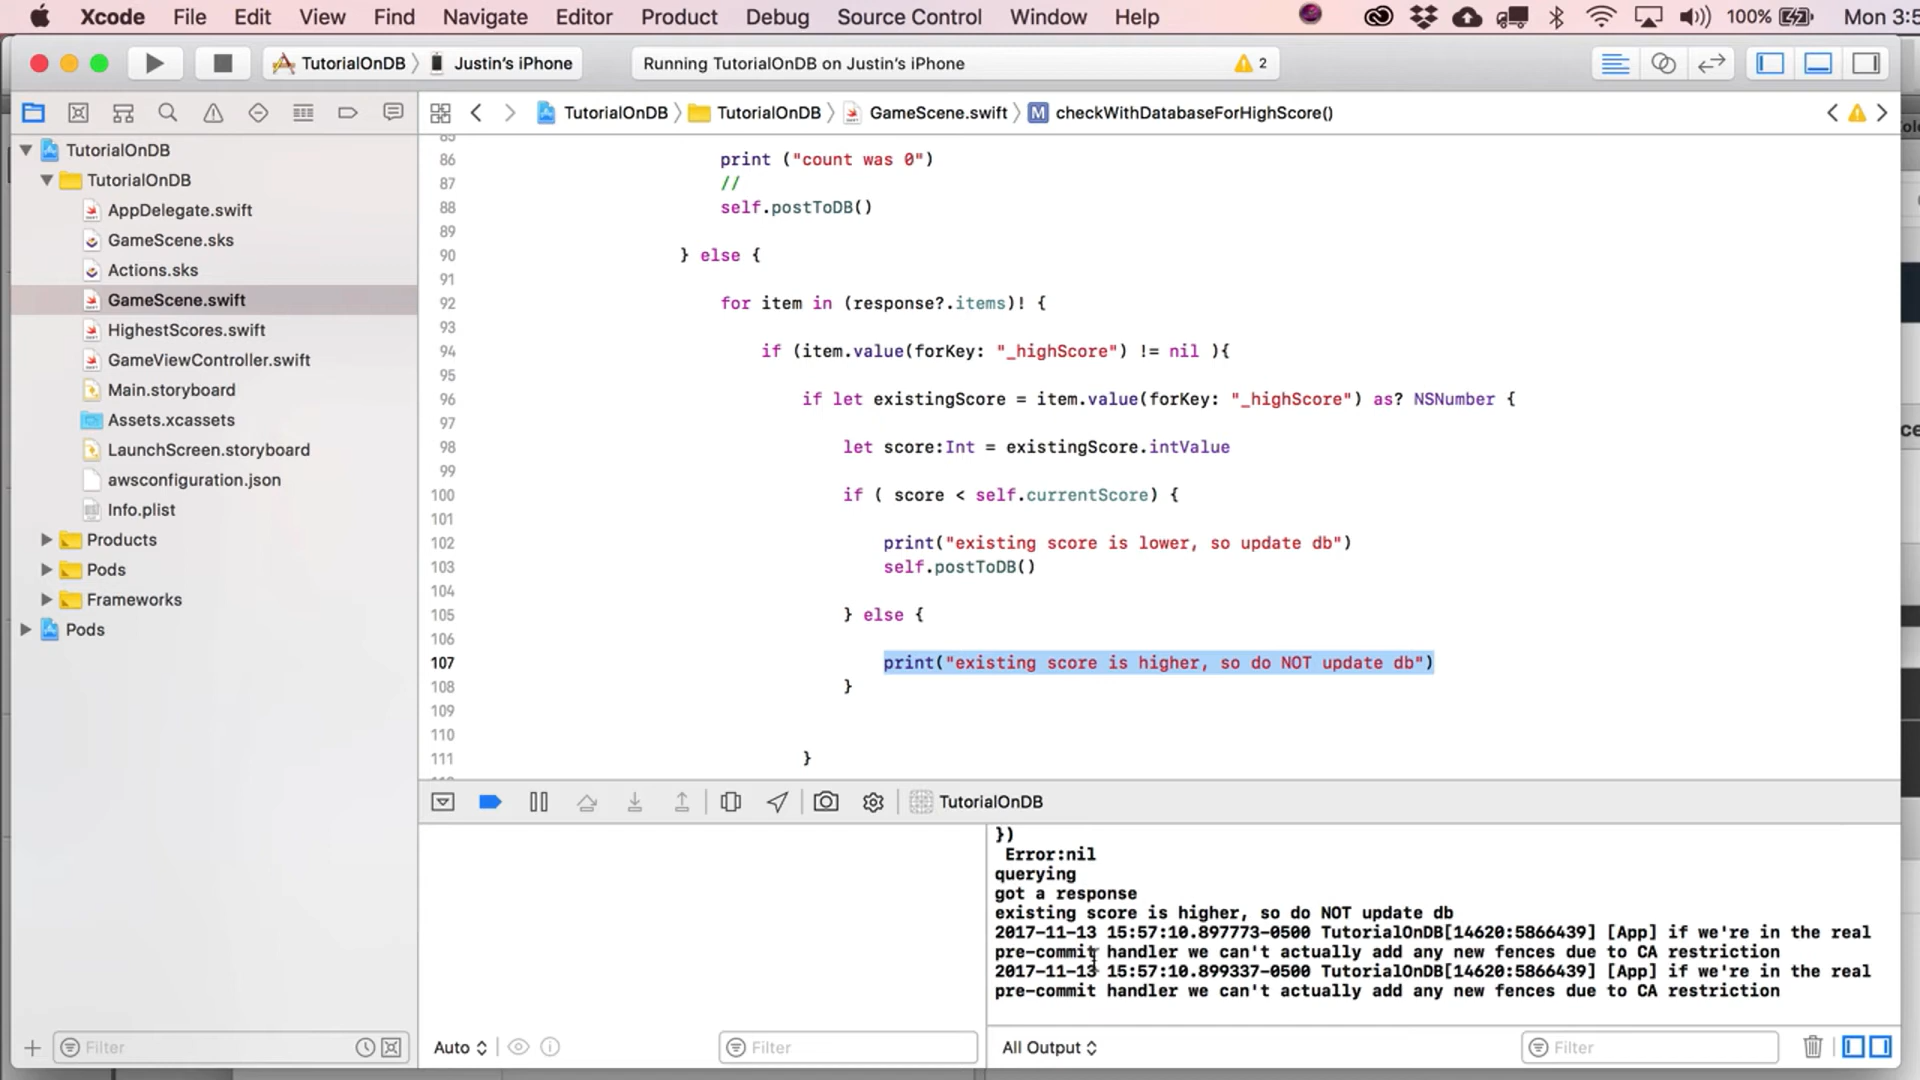 Xcode File Edit View Find Navigate Editor Product Debug Source Control Window Help 100% Mon 3:5
TutorialOnDB Justin's iPhone Running TutorialOnDB on Justin's iPhone 2
TutorialOnDB TutorialOnDB GameScene.swift M checkWithDatabaseForHighScore()
TutorialOnDB
TutorialOnDB
AppDelegate.swift
GameScene.sks
Actions.sks
GameScene.swift
HighestScores.swift
GameViewController.swift
Main.storyboard
Assets.xcassets
LaunchScreen.storyboard
awsconfiguration.json
Info.plist
Products
Pods
Frameworks
Pods
Filter
85
86 print ("count was 0")
87 //
88 self.postToDB()
89
90 } else {
91
92 for item in (response?.items)! {
93
94 if (item.value(forKey: "_highScore") != nil ){
95
96 if let existingScore = item.value(forKey: "_highScore") as? NSNumber {
97
98 let score:Int = existingScore.intValue
99
100 if ( score < self.currentScore) {
101
102 print("existing score is lower, so update db")
103 self.postToDB()
104
105 } else {
106
107 print("existing score is higher, so do NOT update db")
108 }
109
110
111 }
TutorialOnDB
})
Error:nil
querying
got a response
existing score is higher, so do NOT update db
2017-11-13 15:57:10.897773-0500 TutorialOnDB[14620:5866439] [App] if we're in the real
pre-commit handler we can't actually add any new fences due to CA restriction
2017-11-13 15:57:10.899337-0500 TutorialOnDB[14620:5866439] [App] if we're in the real
pre-commit handler we can't actually add any new fences due to CA restriction
Auto Filter All Output Filter